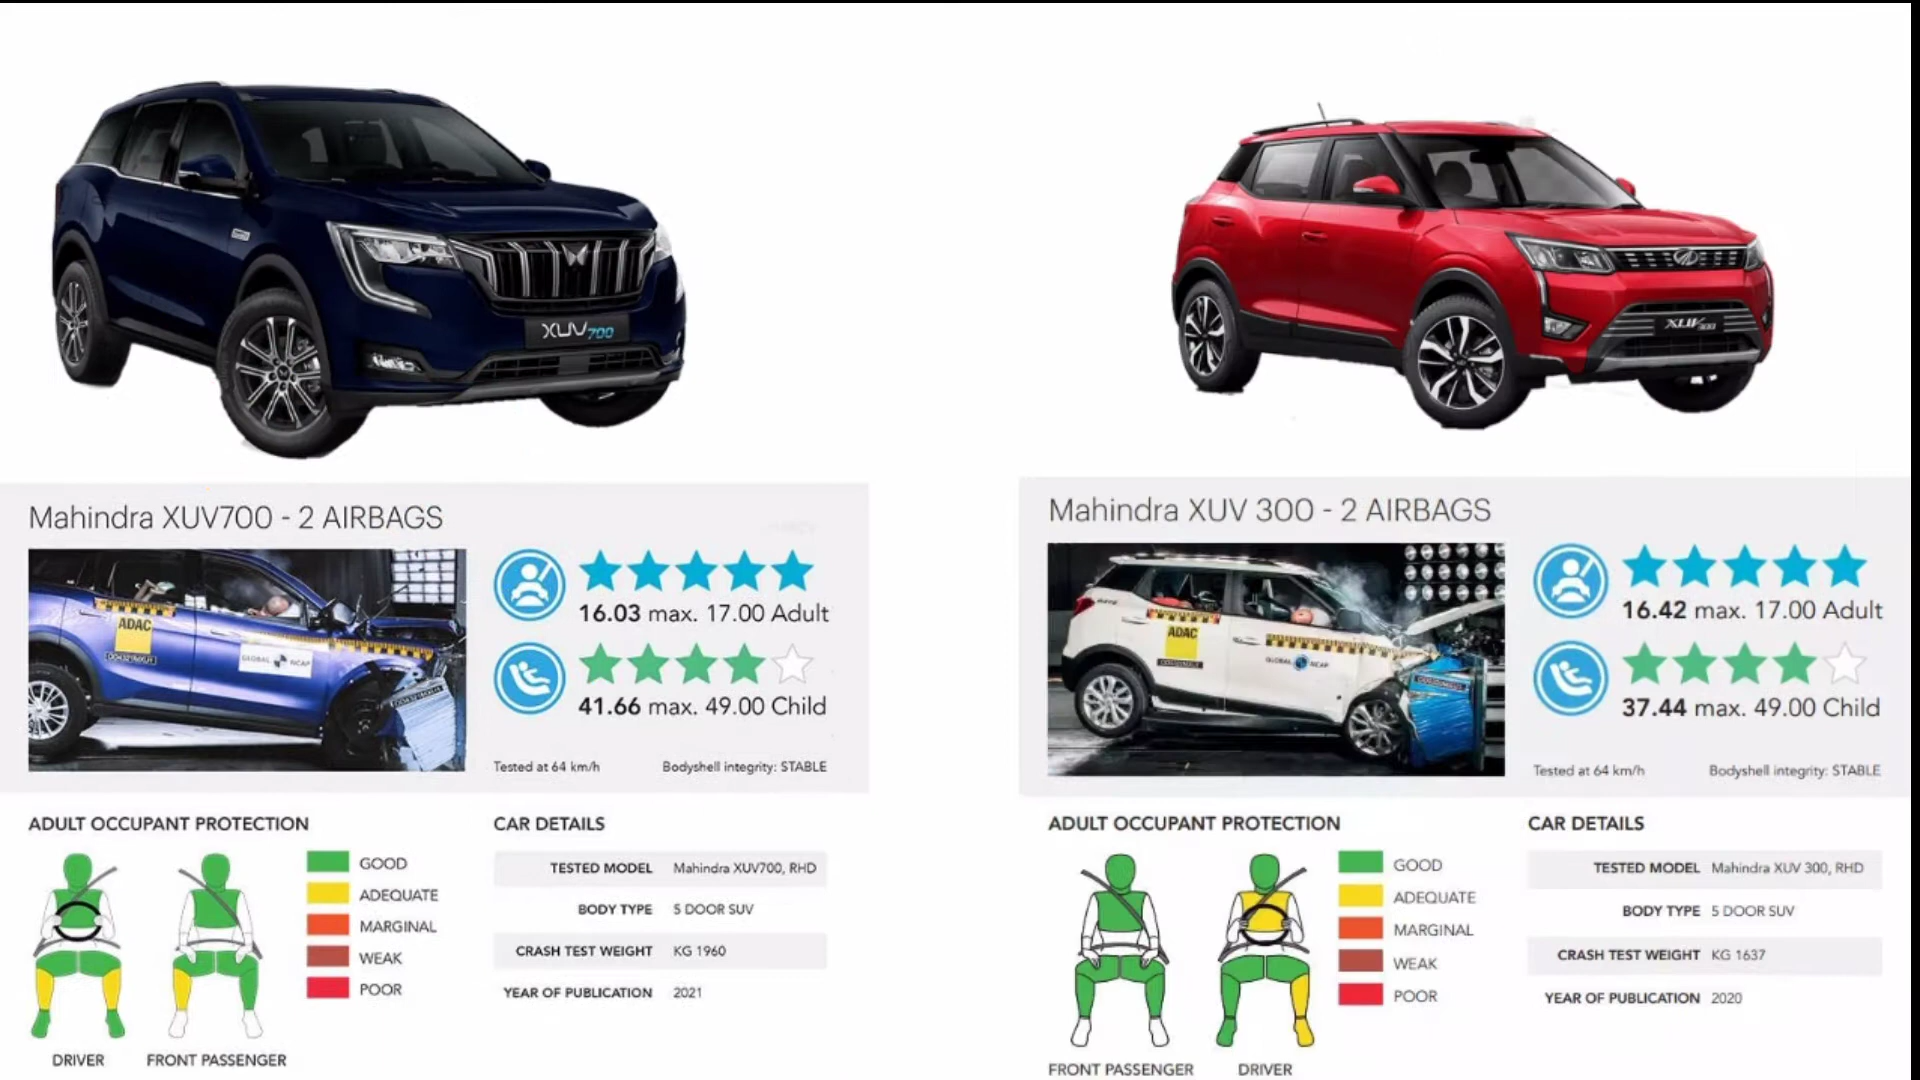 XUV700
XUV300
Mahindra XUV700 - 2 AIRBAGS
ADAC
GLOBAL NCAP
16.03 max. 17.00 Adult
41.66 max. 49.00 Child
Tested at 64 km/h
Bodyshell integrity: STABLE
ADULT OCCUPANT PROTECTION
GOOD
ADEQUATE
MARGINAL
WEAK
POOR
DRIVER
FRONT PASSENGER
CAR DETAILS
TESTED MODEL Mahindra XUV700, RHD
BODY TYPE 5 DOOR SUV
CRASH TEST WEIGHT KG 1960
YEAR OF PUBLICATION 2021
Mahindra XUV 300 - 2 AIRBAGS
ADAC
GLOBAL NCAP
16.42 max. 17.00 Adult
37.44 max. 49.00 Child
Tested at 64 km/h
Bodyshell integrity: STABLE
ADULT OCCUPANT PROTECTION
GOOD
ADEQUATE
MARGINAL
WEAK
POOR
FRONT PASSENGER
DRIVER
CAR DETAILS
TESTED MODEL Mahindra XUV 300, RHD
BODY TYPE 5 DOOR SUV
CRASH TEST WEIGHT KG 1637
YEAR OF PUBLICATION 2020